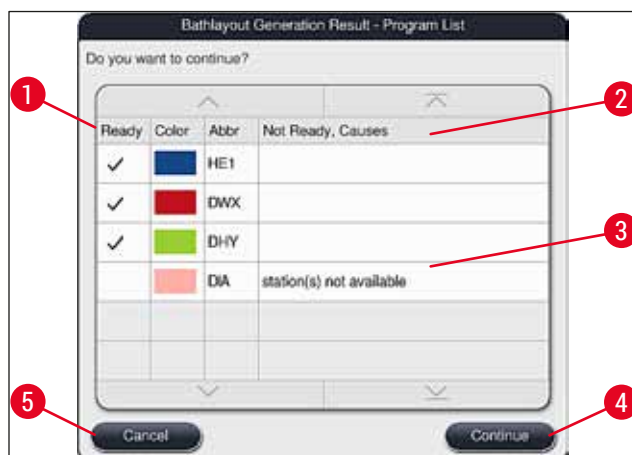 Bathlayout Generation Result - Program List
Do you want to continue?
1
2
Ready Color Abbr Not Ready, Causes
HE1
DWX
3
DHY
DIA station(s) not available
5
4
Cancel Continue